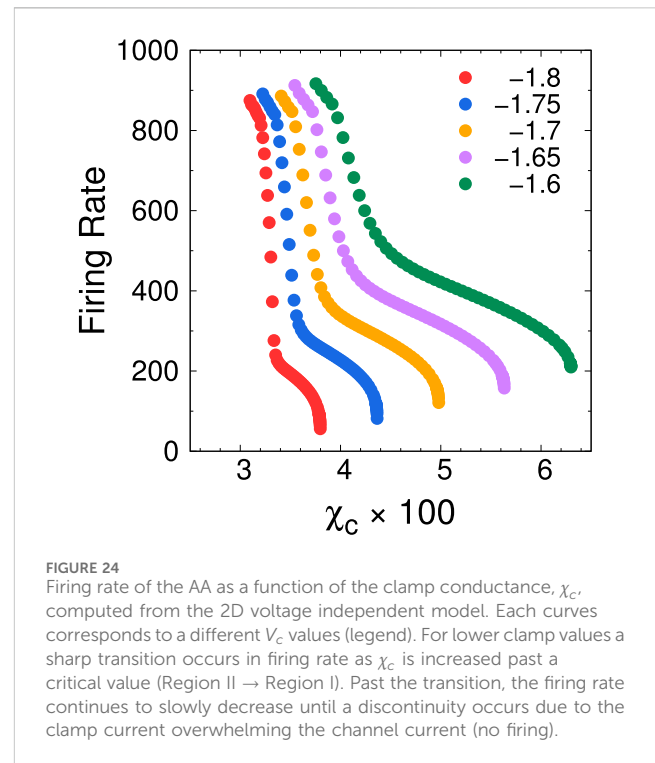 1000
800
600
400
200
0
Firing Rate
−1.8
−1.75
−1.7
−1.65
−1.6
3 4 5 6
χc × 100
FIGURE 24
Firing rate of the AA as a function of the clamp conductance, χc,
computed from the 2D voltage independent model. Each curves
corresponds to a different Vc values (legend). For lower clamp values a
sharp transition occurs in firing rate as χc is increased past a
critical value (Region II → Region I). Past the transition, the firing rate
continues to slowly decrease until a discontinuity occurs due to the
clamp current overwhelming the channel current (no firing).